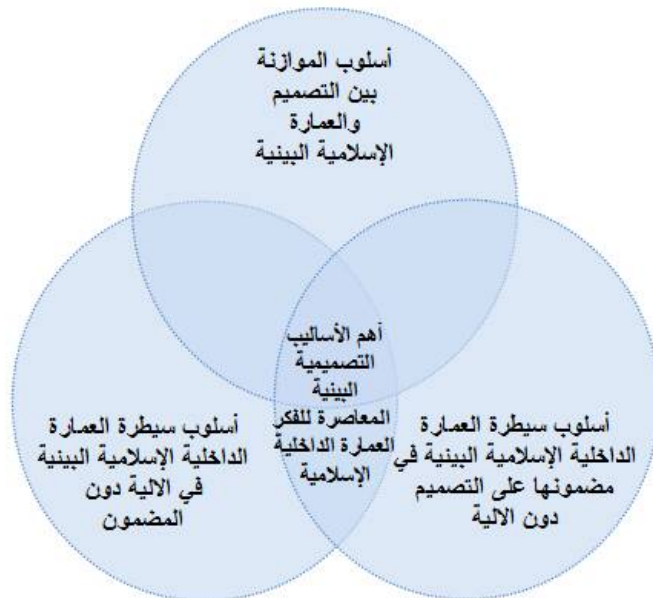 أسلوب الموازنة
بين التصميم
والعمارة
الإسلامية البينية
أهم الأساليب
التصميمية
البينية
المعاصرة للفكر
العمارة الداخلية
الإسلامية
أسلوب سيطرة العمارة
الداخلية الإسلامية البينية في
مضمونها على التصميم
دون الالية
أسلوب سيطرة العمارة
الداخلية الإسلامية البينية
في الالية دون
المضمون